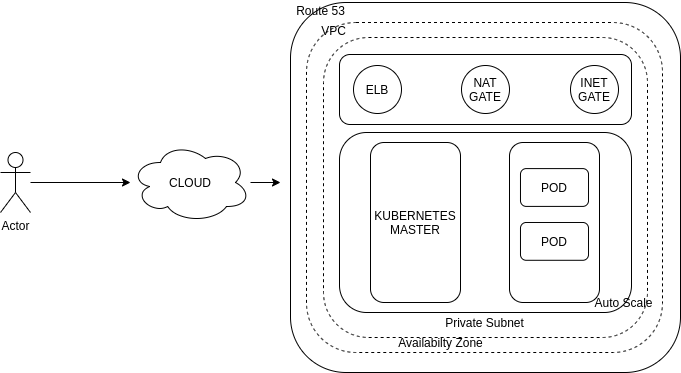 Route 53
VPC
ELB
NAT
GATE
INET
GATE
Actor
CLOUD
KUBERNETES
MASTER
POD
POD
Auto Scale
Private Subnet
Availabilty Zone